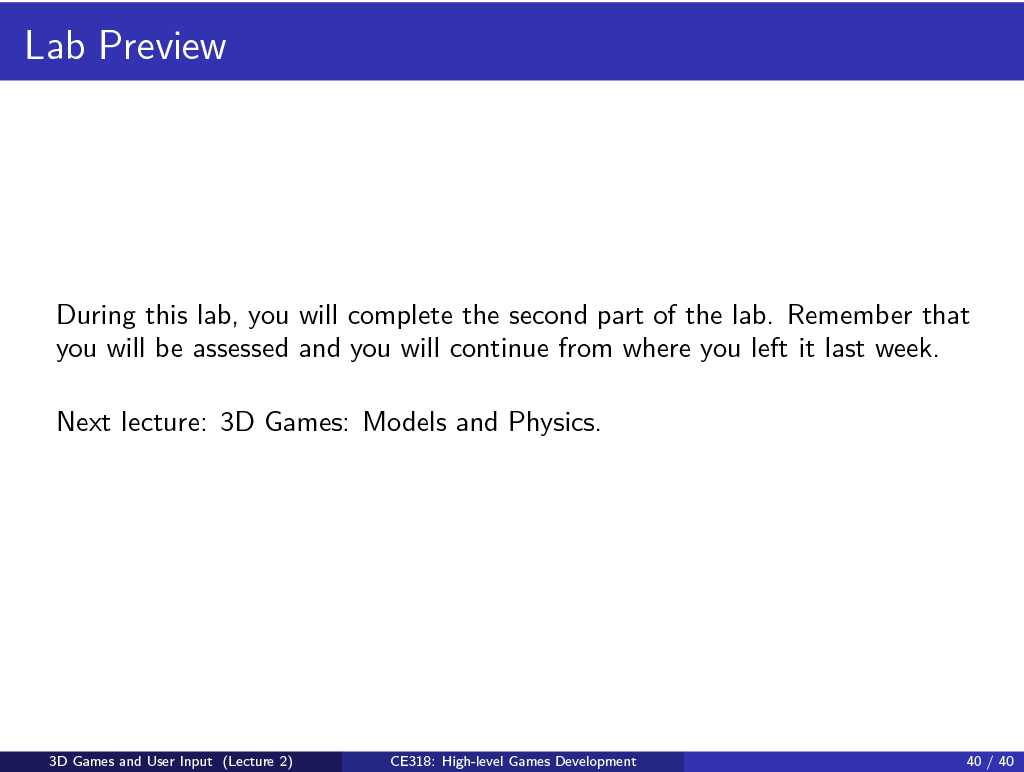 Lab Preview
During this lab, you will complete the second part of the lab. Remember that
you will be assessed and you will continue from where you left it last week.
Next lecture: 3D Games: Models and Physics.
3D Games and User Input (Lecture 2)
CE318: High-level Games Development
40 / 40